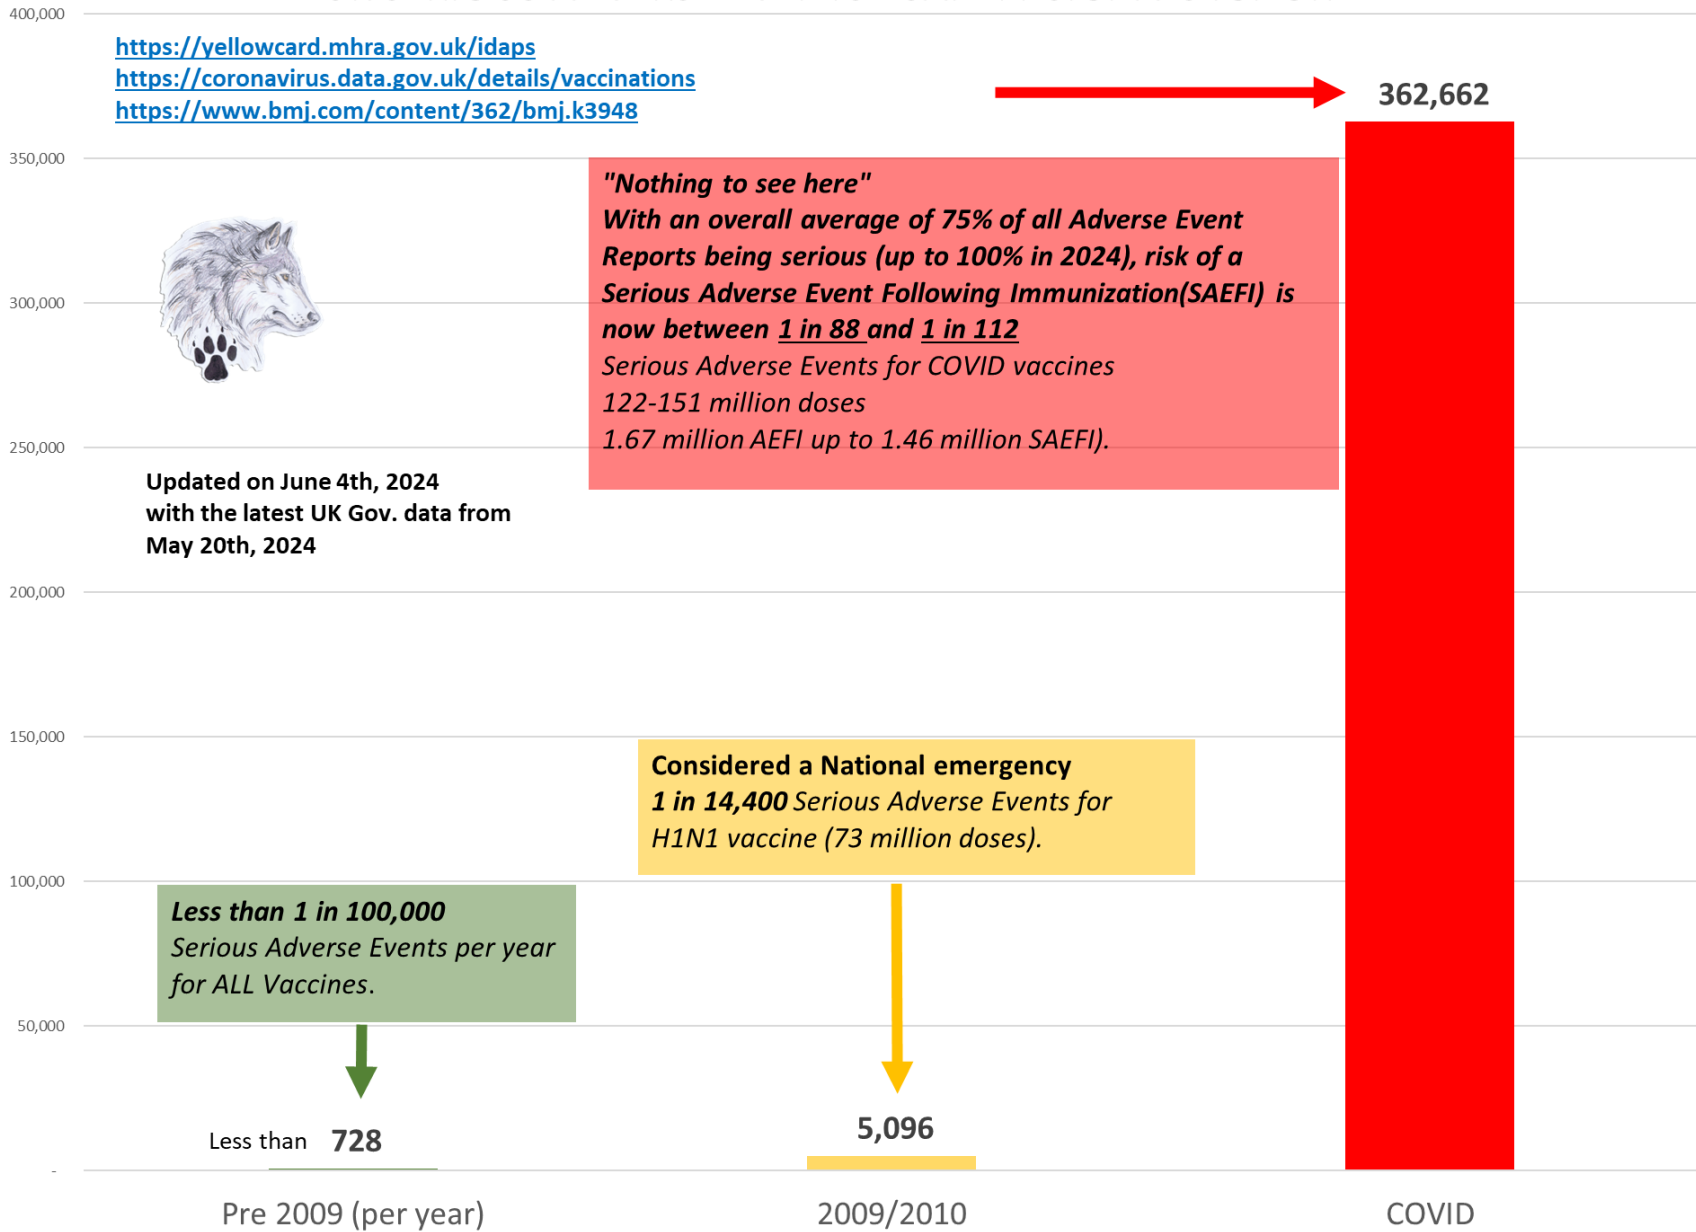 400,000
https://yellowcard.mhra.gov.uk/idaps
https://coronavirus.data.gov.uk/details/vaccinations
https://www.bmj.com/content/362/bmj.k3948
362,662
350,000
"Nothing to see here"
With an overall average of 75% of all Adverse Event
Reports being serious (up to 100% in 2024), risk of a
Serious Adverse Event Following Immunization(SAEFI) is
now between 1 in 88 and 1 in 112
Serious Adverse Events for COVID vaccines
122-151 million doses
1.67 million AEFI up to 1.46 million SAEFI).
300,000
250,000
Updated on June 4th, 2024
with the latest UK Gov. data from
May 20th, 2024
200,000
150,000
Considered a National emergency
1 in 14,400 Serious Adverse Events for
H1N1 vaccine (73 million doses).
100,000
Less than 1 in 100,000
Serious Adverse Events per year
for ALL Vaccines.
50,000
Less than 728
5,096
-
Pre 2009 (per year)
2009/2010
COVID